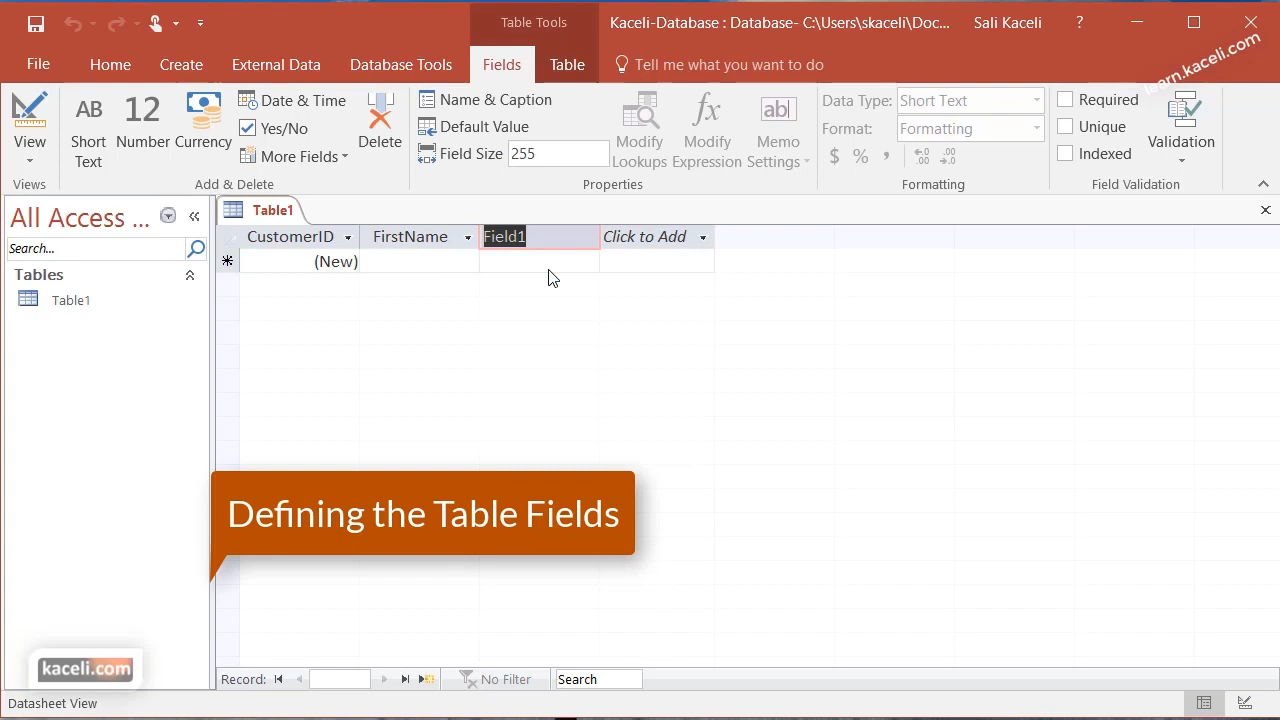 Table Tools
Kaceli-Database : Database- C:\Users\skaceli\Doc...
Sali Kaceli
?
File
Home
Create
External Data
Database Tools
Fields
Table
Tell me what you want to do
learn.kaceli.com
View
AB
Short
Text
12
Number
Currency
Date & Time
Yes/No
More Fields
Delete
Name & Caption
Default Value
Field Size
255
Modify
Lookups
fx
Modify
Expression
ab
Memo
Settings
Data Type:
Short Text
Format:
Formatting
$ % , .00
Required
Unique
Indexed
Validation
Views
Add & Delete
Properties
Formatting
Field Validation
All Access ...
Search...
Tables
Table1
Table1
CustomerID
FirstName
Field1
Click to Add
(New)
Defining the Table Fields
kaceli.com
Record:
No Filter
Search
Datasheet View